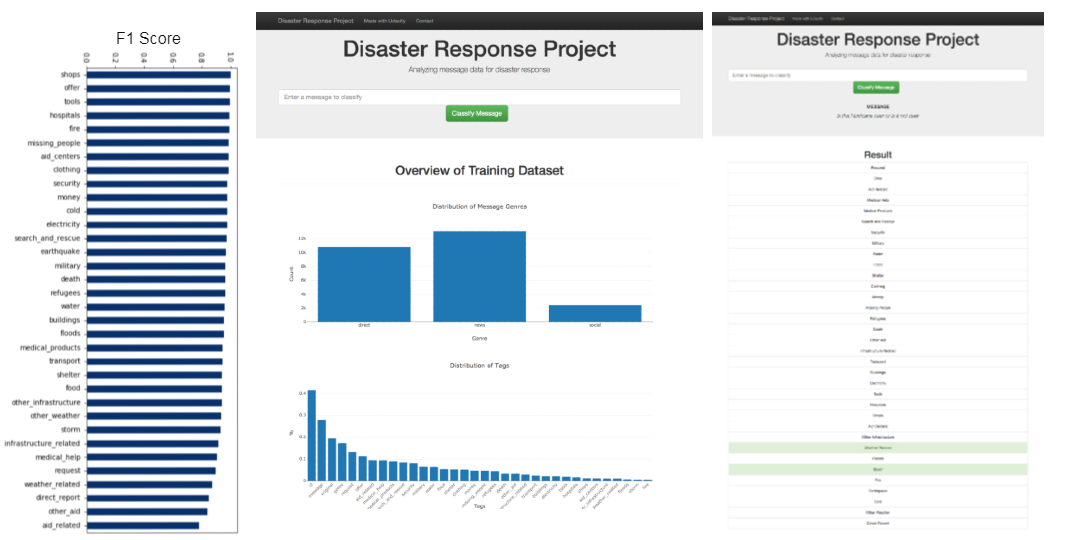 F1 Score
0.0 0.2 0.4 0.6 0.8 1.0
shops
offer
tools
hospitals
fire
missing_people
aid_centers
clothing
security
money
cold
electricity
search_and_rescue
earthquake
military
death
refugees
water
buildings
floods
medical_products
transport
shelter
food
other_infrastructure
other_weather
storm
infrastructure_related
medical_help
request
weather_related
direct_report
other_aid
aid_related
Disaster Response Project Made with Udacity Contact
Disaster Response Project
Analyzing message data for disaster response
Enter a message to classify
Classify Message
Overview of Training Dataset
Distribution of Message Genres
Count
12k
10k
8k
6k
4k
2k
0
direct news social
Genre
Distribution of Tags
%
0.4
0.3
0.2
0.1
0
Tags
Disaster Response Project Made with Udacity Contact
Disaster Response Project
Analyzing message data for disaster response
Enter a message to classify
Classify Message
MESSAGE
Is the Hurricane over or is it not over
Result
Request
Offer
Aid Related
Medical Help
Medical Products
Search and Rescue
Security
Military
Water
Food
Shelter
Clothing
Money
Missing People
Refugees
Death
Other Aid
Infrastructure Related
Transport
Buildings
Electricity
Tools
Hospitals
Shops
Aid Centers
Other Infrastructure
Weather Related
Floods
Storm
Fire
Earthquake
Cold
Other Weather
Direct Report